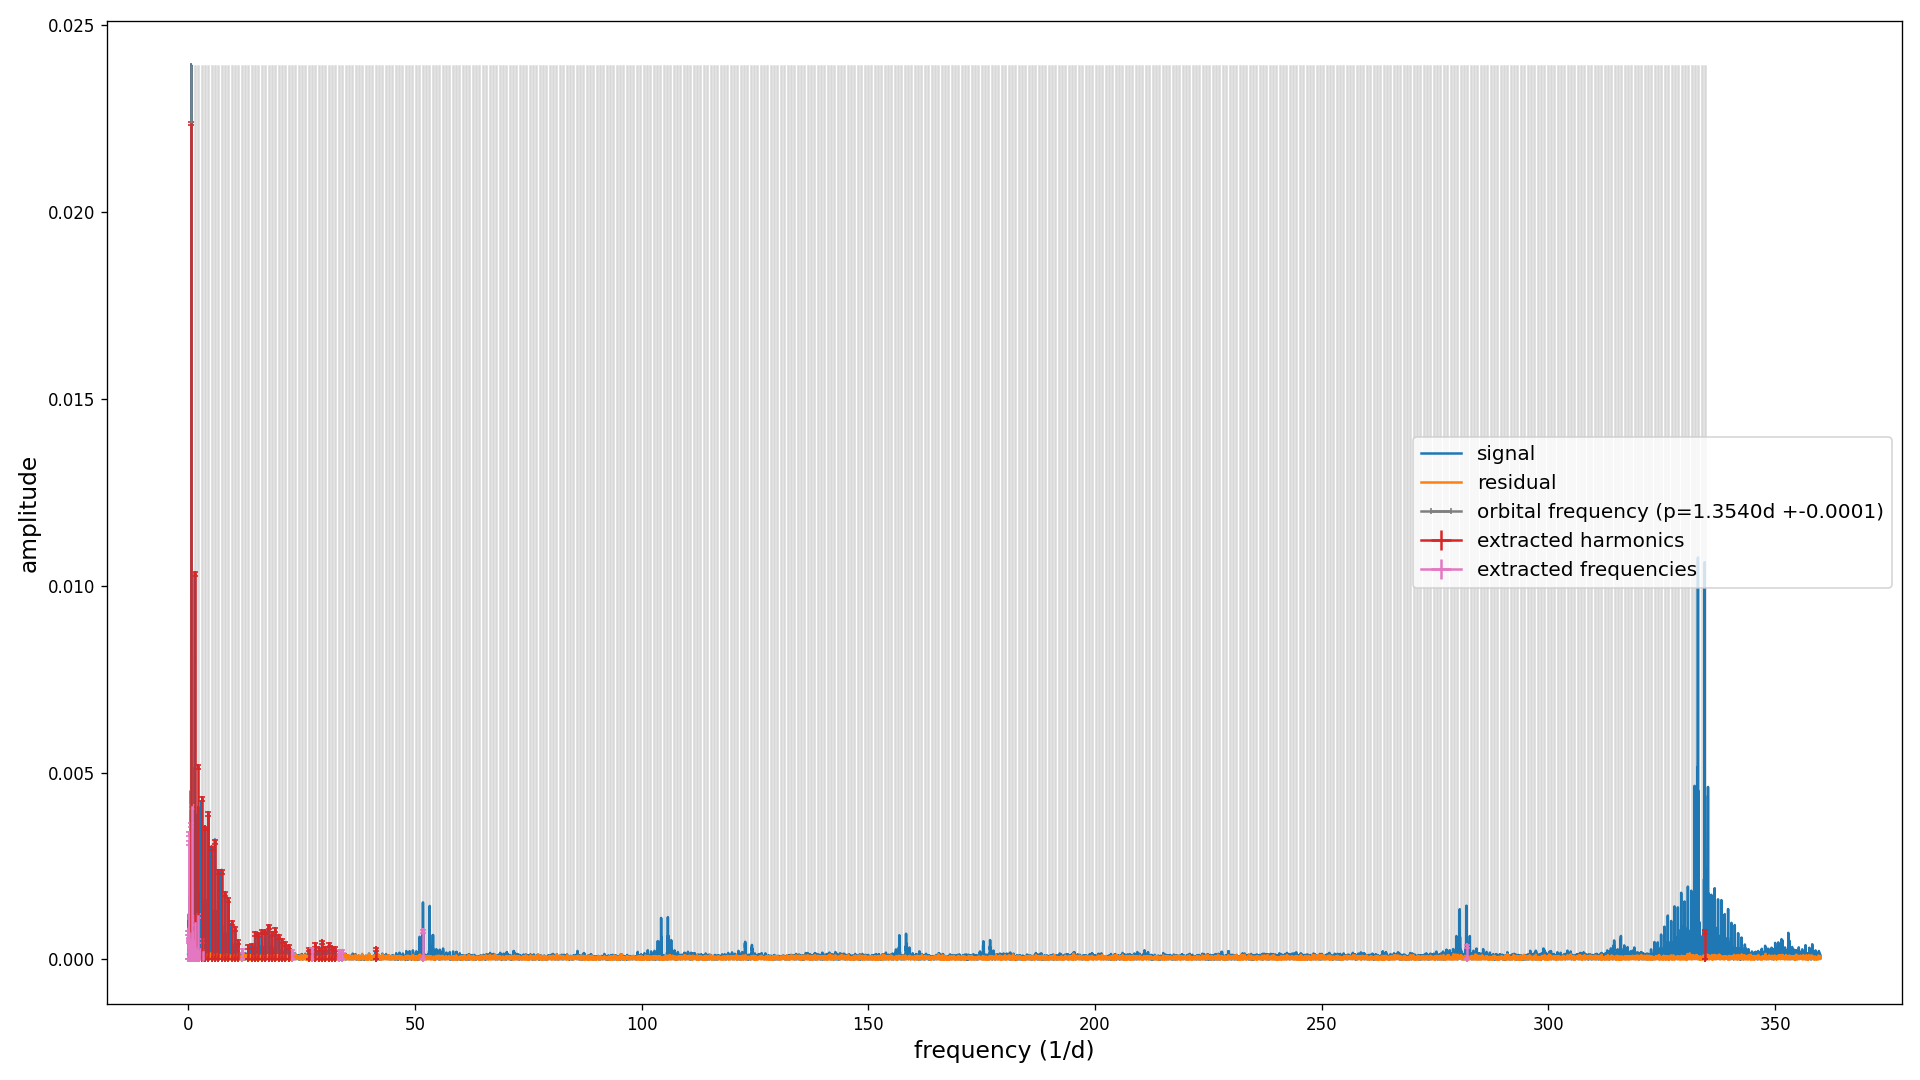 0.025
0.020
0.015
0.010
0.005
0.000
amplitude
signal
residual
orbital frequency (p=1.3540d +-0.0001)
extracted harmonics
extracted frequencies
0 50 100 150 200 250 300 350
frequency (1/d)